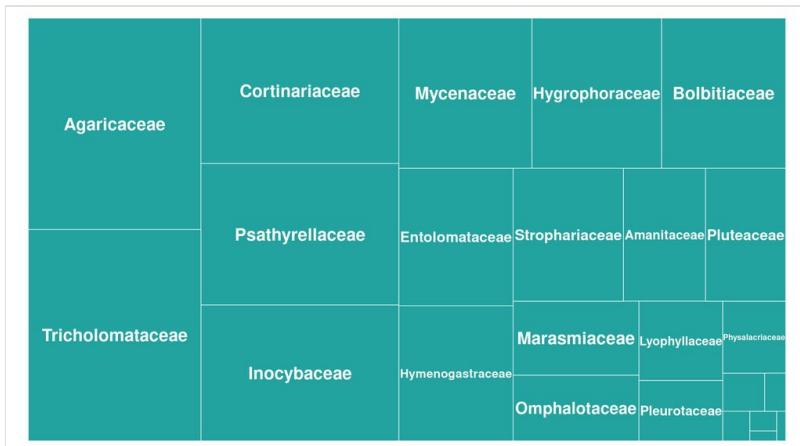 Agaricaceae
Tricholomataceae
Cortinariaceae
Psathyrellaceae
Inocybaceae
Mycenaceae
Hygrophoraceae
Bolbitiaceae
Entolomataceae
Strophariaceae
Amanitaceae
Pluteaceae
Hymenogastraceae
Marasmiaceae
Lyophyllaceae
Physalacriaceae
Omphalotaceae
Pleurotaceae